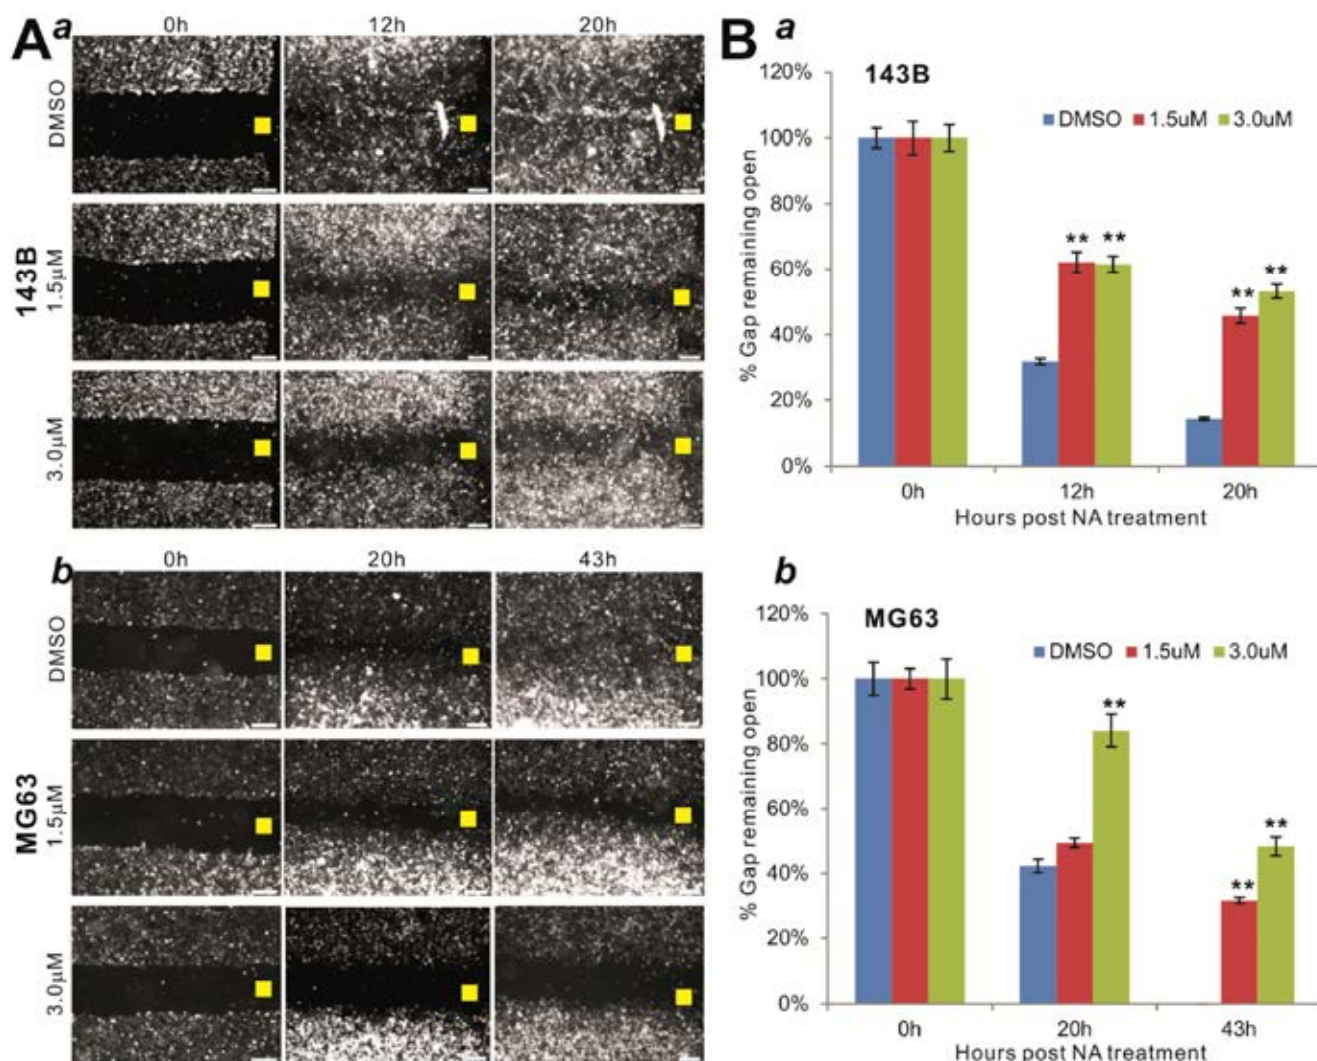 A a
0h 12h 20h
DMSO
143B
1.5μM
3.0μM
b
0h 20h 43h
DMSO
MG63
1.5μM
3.0μM
B a
143B
DMSO 1.5uM 3.0uM
% Gap remaining open
120%
100%
80%
60%
40%
20%
0%
** **
** **
0h 12h 20h
Hours post NA treatment
b
MG63
DMSO 1.5uM 3.0uM
% Gap remaining open
120%
100%
80%
60%
40%
20%
0%
**
** **
0h 20h 43h
Hours post NA treatment